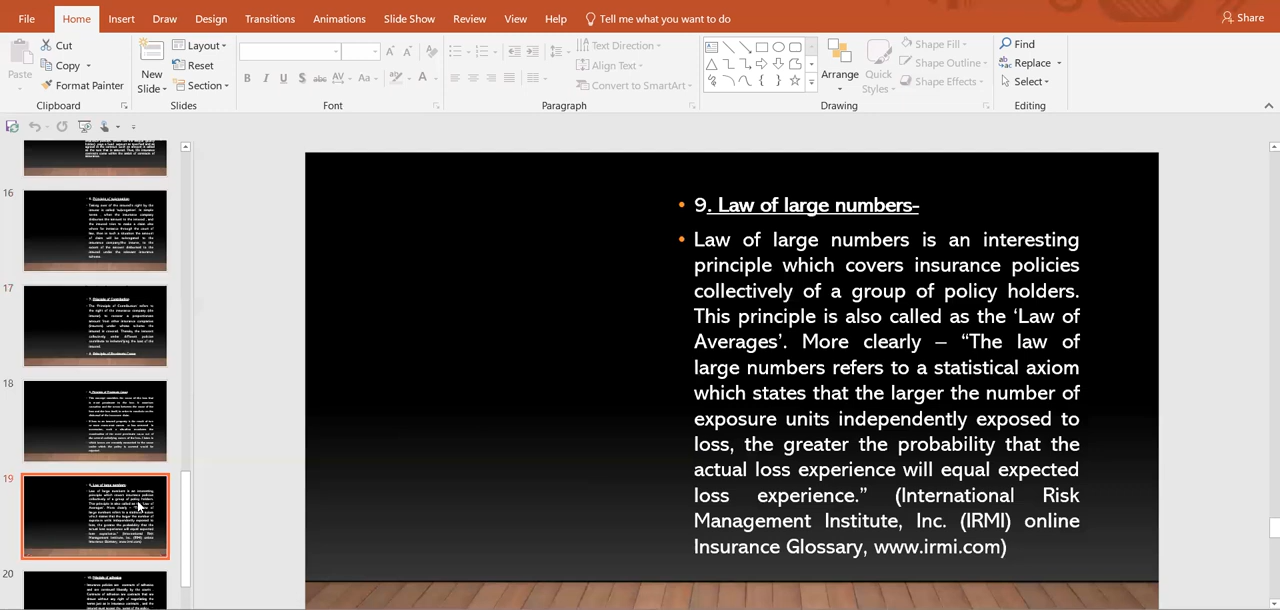 File Home Insert Draw Design Transitions Animations Slide Show Review View Help Tell me what you want to do Share
Cut
Copy
Format Painter
Paste
Clipboard
New Slide
Layout
Reset
Section
Slides
B I U S abc AV Aa A
Font
Text Direction
Align Text
Convert to SmartArt
Paragraph
Arrange
Quick Styles
Shape Fill
Shape Outline
Shape Effects
Drawing
Find
Replace
Select
Editing
16
17
18
19
20
9. Law of large numbers-
Law of large numbers is an interesting
principle which covers insurance policies
collectively of a group of policy holders.
This principle is also called as the ‘Law of
Averages’. More clearly – “The law of
large numbers refers to a statistical axiom
which states that the larger the number of
exposure units independently exposed to
loss, the greater the probability that the
actual loss experience will equal expected
loss experience.” (International Risk
Management Institute, Inc. (IRMI) online
Insurance Glossary, www.irmi.com)